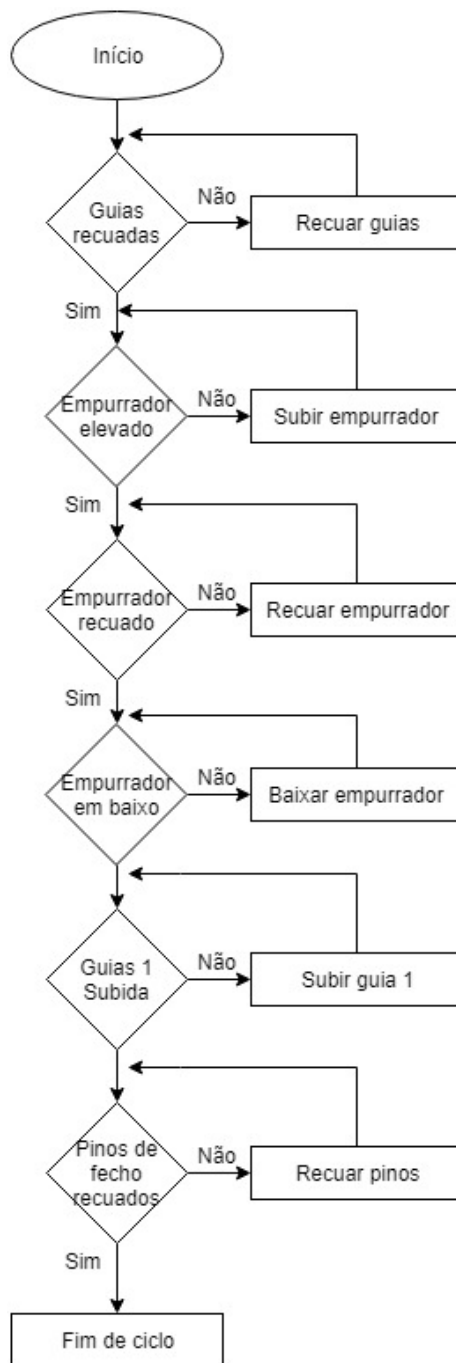 Início
Guias
recuadas
Não
Recuar guias
Sim
Empurrador
elevado
Não
Subir empurrador
Sim
Empurrador
recuado
Não
Recuar empurrador
Sim
Empurrador
em baixo
Não
Baixar empurrador
Guias 1
Subida
Não
Subir guia 1
Pinos de
fecho
recuados
Não
Recuar pinos
Sim
Fim de ciclo